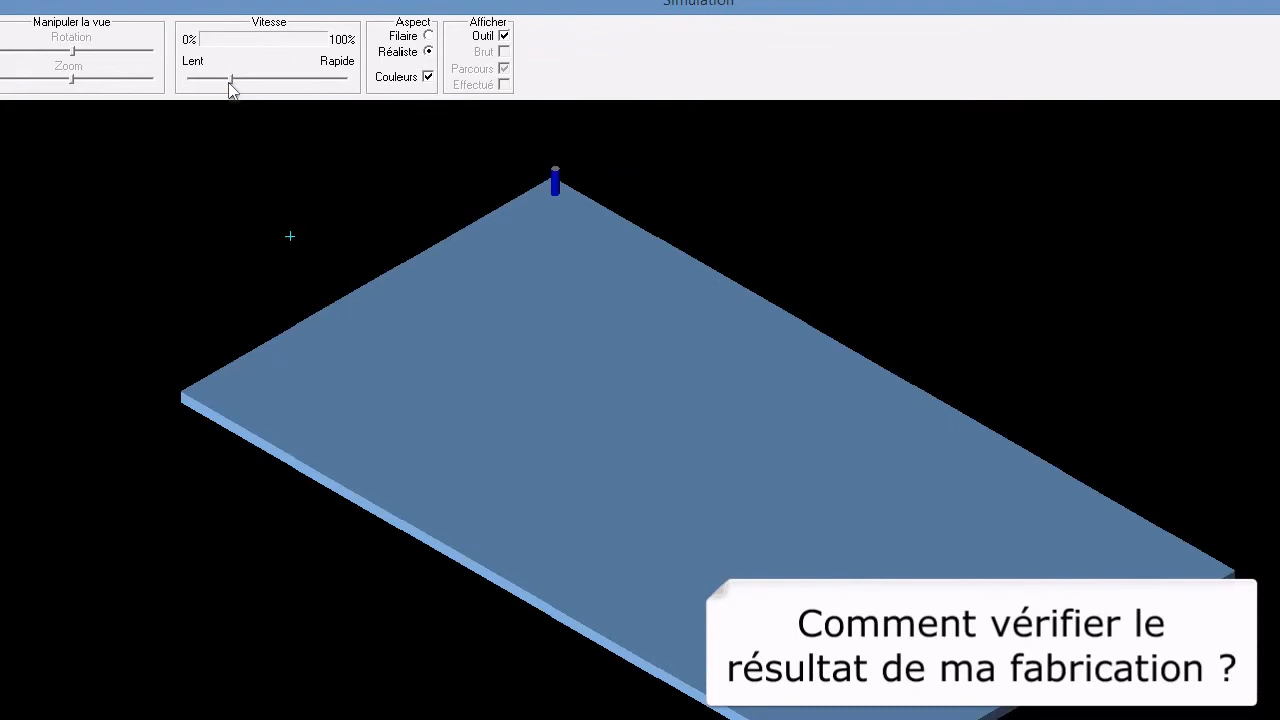 Simulation
Manipuler la vue
Rotation
Zoom
Vitesse
0% 100%
Lent Rapide
Aspect
Filaire
Réaliste
Couleurs
Afficher
Outil
Brut
Parcours
Effectué
Comment vérifier le
résultat de ma fabrication ?